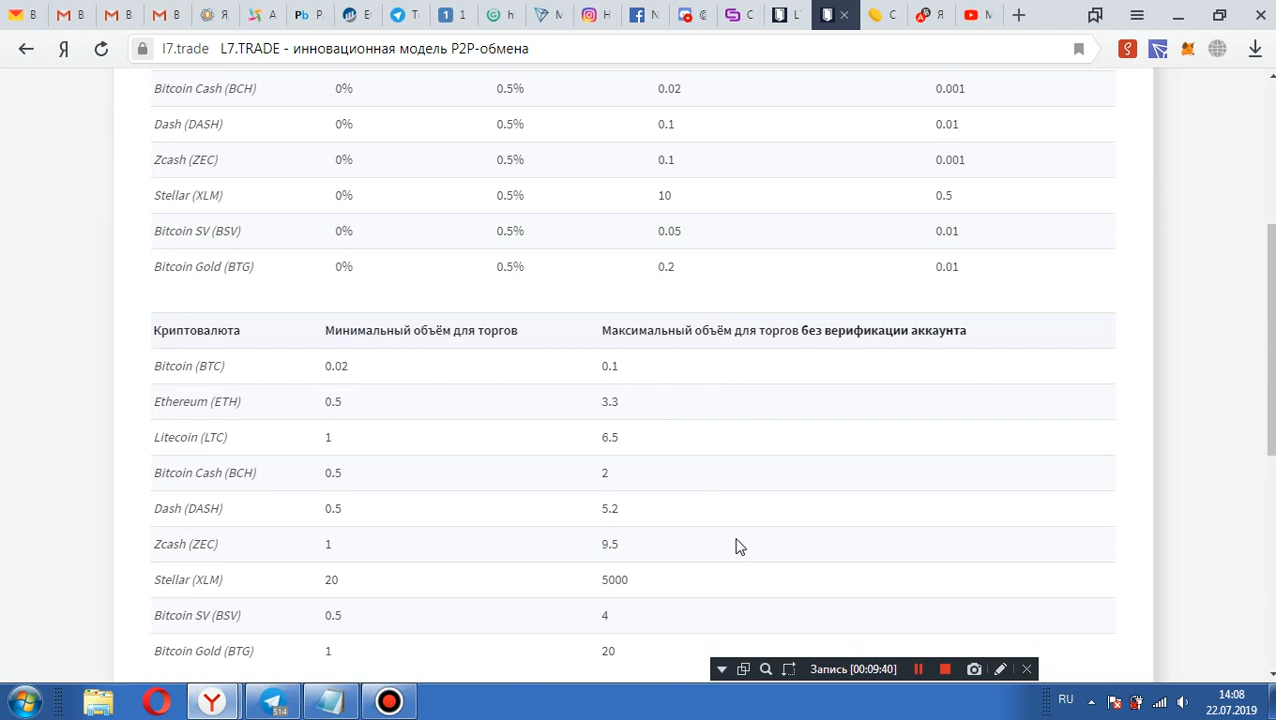 B B B B Я A Pb P. E T 1 1 h M H N @ C L C Я M
l7.trade L7.TRADE - инновационная модель P2P-обмена
Bitcoin Cash (BCH) 0% 0.5% 0.02 0.001
Dash (DASH) 0% 0.5% 0.1 0.01
Zcash (ZEC) 0% 0.5% 0.1 0.001
Stellar (XLM) 0% 0.5% 10 0.5
Bitcoin SV (BSV) 0% 0.5% 0.05 0.01
Bitcoin Gold (BTG) 0% 0.5% 0.2 0.01
Криптовалюта Минимальный объём для торгов Максимальный объём для торгов без верификации аккаунта
Bitcoin (BTC) 0.02 0.1
Ethereum (ETH) 0.5 3.3
Litecoin (LTC) 1 6.5
Bitcoin Cash (BCH) 0.5 2
Dash (DASH) 0.5 5.2
Zcash (ZEC) 1 9.5
Stellar (XLM) 20 5000
Bitcoin SV (BSV) 0.5 4
Bitcoin Gold (BTG) 1 20
Запись [00:09:40]
514
RU
14:08
22.07.2019